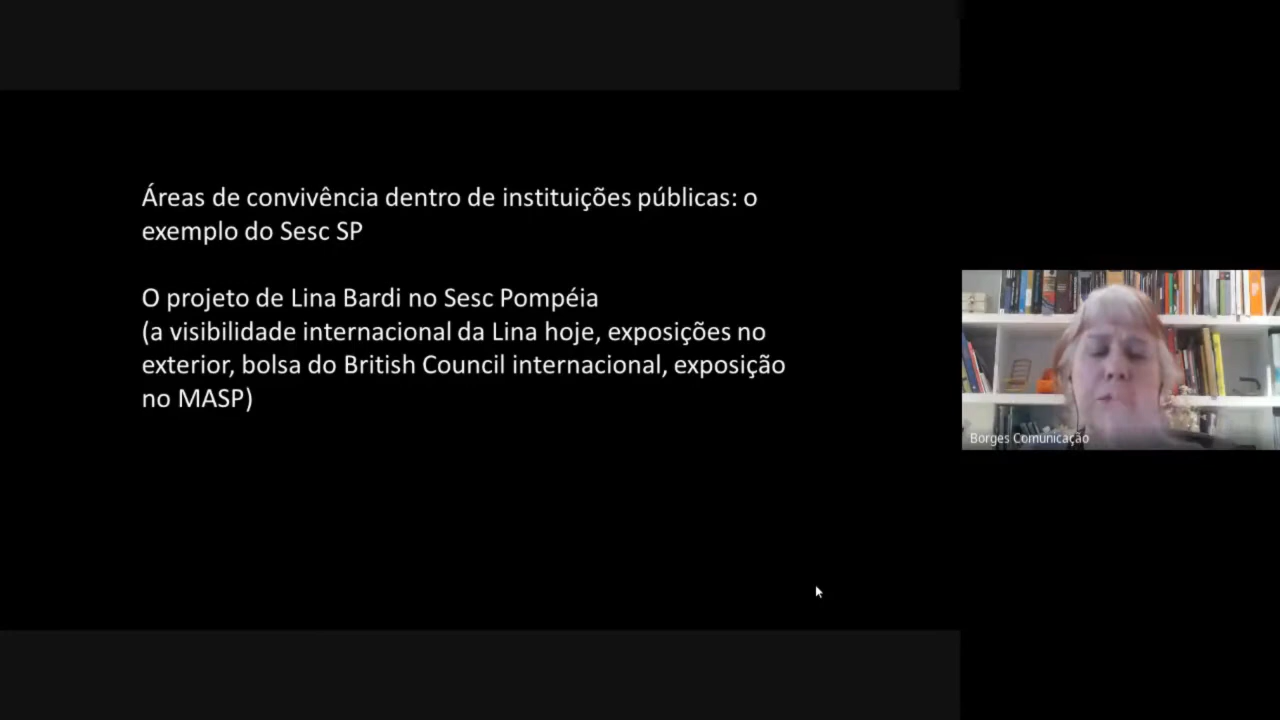 Áreas de convivência dentro de instituições públicas: o
exemplo do Sesc SP
O projeto de Lina Bardi no Sesc Pompéia
(a visibilidade internacional da Lina hoje, exposições no
exterior, bolsa do British Council internacional, exposição
no MASP)
Borges Comunicação